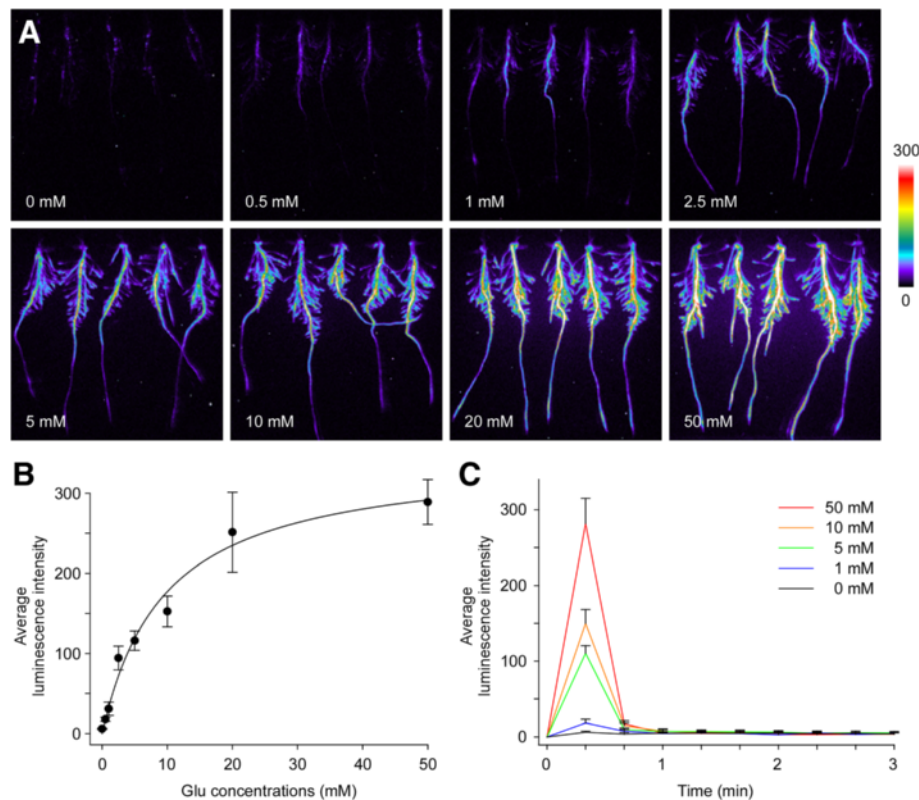 A
0 mM
0.5 mM
1 mM
2.5 mM
300
0
5 mM
10 mM
20 mM
50 mM
B
Average
luminescence intensity
300
200
100
0
0 10 20 30 40 50
Glu concentrations (mM)
C
Average
luminescence intensity
300
200
100
0
50 mM
10 mM
5 mM
1 mM
0 mM
0 1 2 3
Time (min)